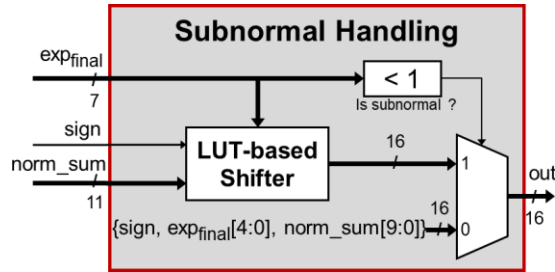 Subnormal Handling
exp_final
7
< 1
Is subnormal ?
sign
norm_sum
11
LUT-based
Shifter
16
1
out
16
{sign, exp_final[4:0], norm_sum[9:0]}
16
0